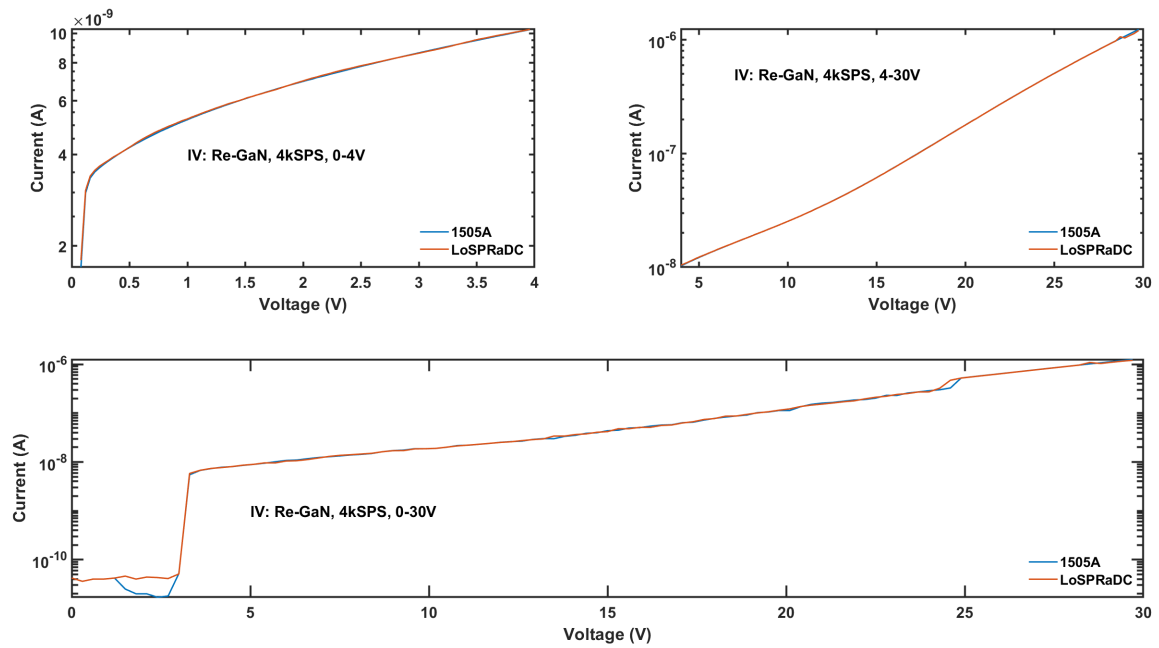 ×10⁻⁹
10
8
6
4
2
Current (A)
IV: Re-GaN, 4kSPS, 0-4V
1505A
LoSPRaDC
0 0.5 1 1.5 2 2.5 3 3.5 4
Voltage (V)
10⁻⁶
10⁻⁷
10⁻⁸
Current (A)
IV: Re-GaN, 4kSPS, 4-30V
1505A
LoSPRaDC
5 10 15 20 25 30
Voltage (V)
10⁻⁶
10⁻⁸
10⁻¹⁰
Current (A)
IV: Re-GaN, 4kSPS, 0-30V
1505A
LoSPRaDC
0 5 10 15 20 25 30
Voltage (V)